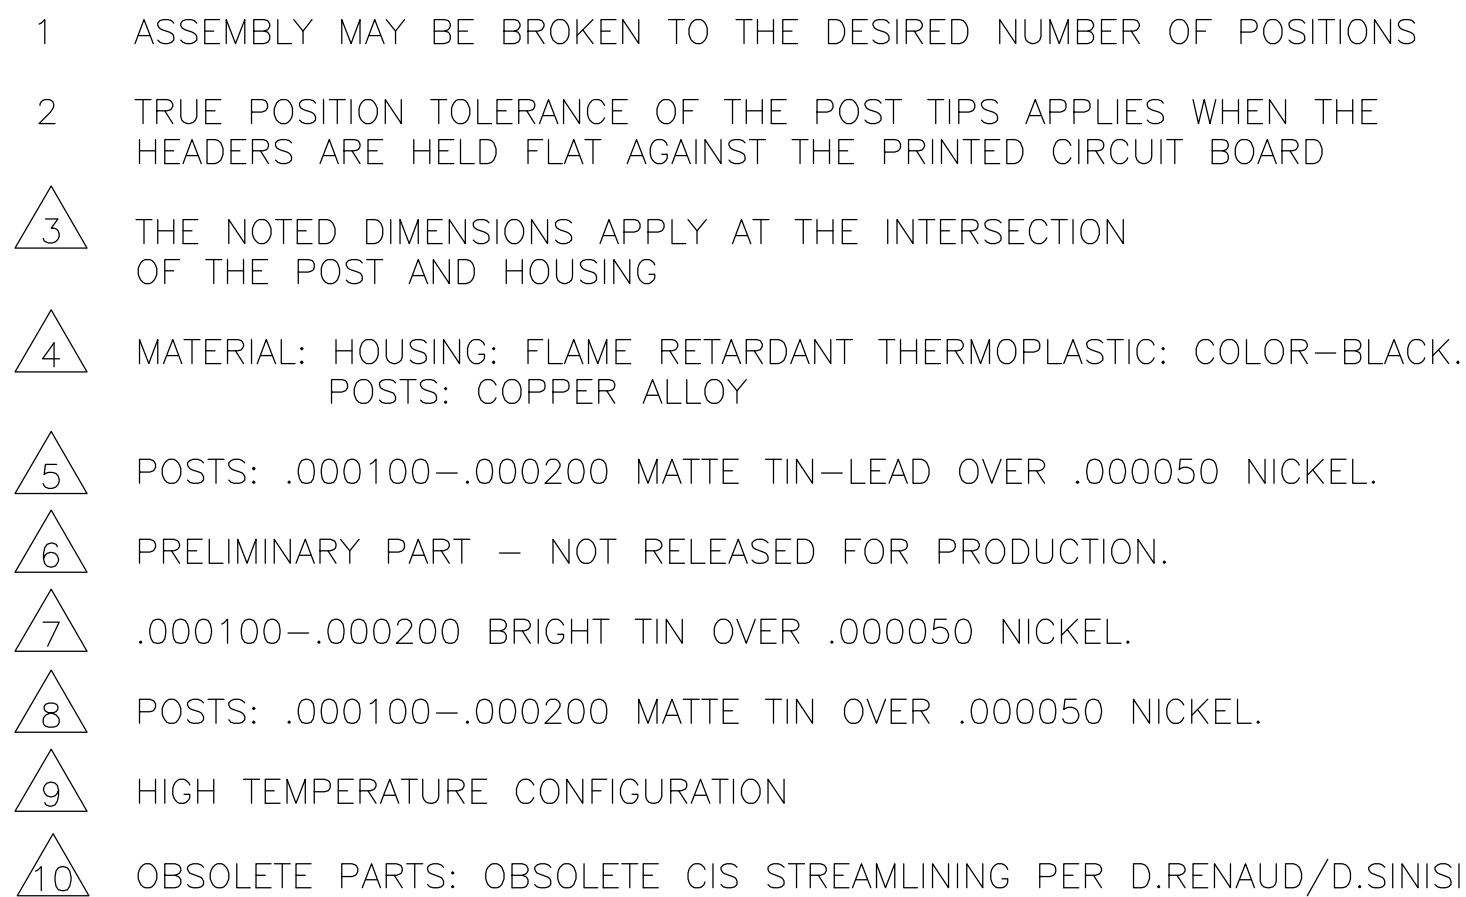 1 ASSEMBLY MAY BE BROKEN TO THE DESIRED NUMBER OF POSITIONS
2 TRUE POSITION TOLERANCE OF THE POST TIPS APPLIES WHEN THE
HEADERS ARE HELD FLAT AGAINST THE PRINTED CIRCUIT BOARD
3 THE NOTED DIMENSIONS APPLY AT THE INTERSECTION
OF THE POST AND HOUSING
4 MATERIAL: HOUSING: FLAME RETARDANT THERMOPLASTIC: COLOR-BLACK.
POSTS: COPPER ALLOY
5 POSTS: .000100-.000200 MATTE TIN-LEAD OVER .000050 NICKEL.
6 PRELIMINARY PART - NOT RELEASED FOR PRODUCTION.
7 .000100-.000200 BRIGHT TIN OVER .000050 NICKEL.
8 POSTS: .000100-.000200 MATTE TIN OVER .000050 NICKEL.
9 HIGH TEMPERATURE CONFIGURATION
10 OBSOLETE PARTS: OBSOLETE CIS STREAMLINING PER D.RENAUD/D.SINISI